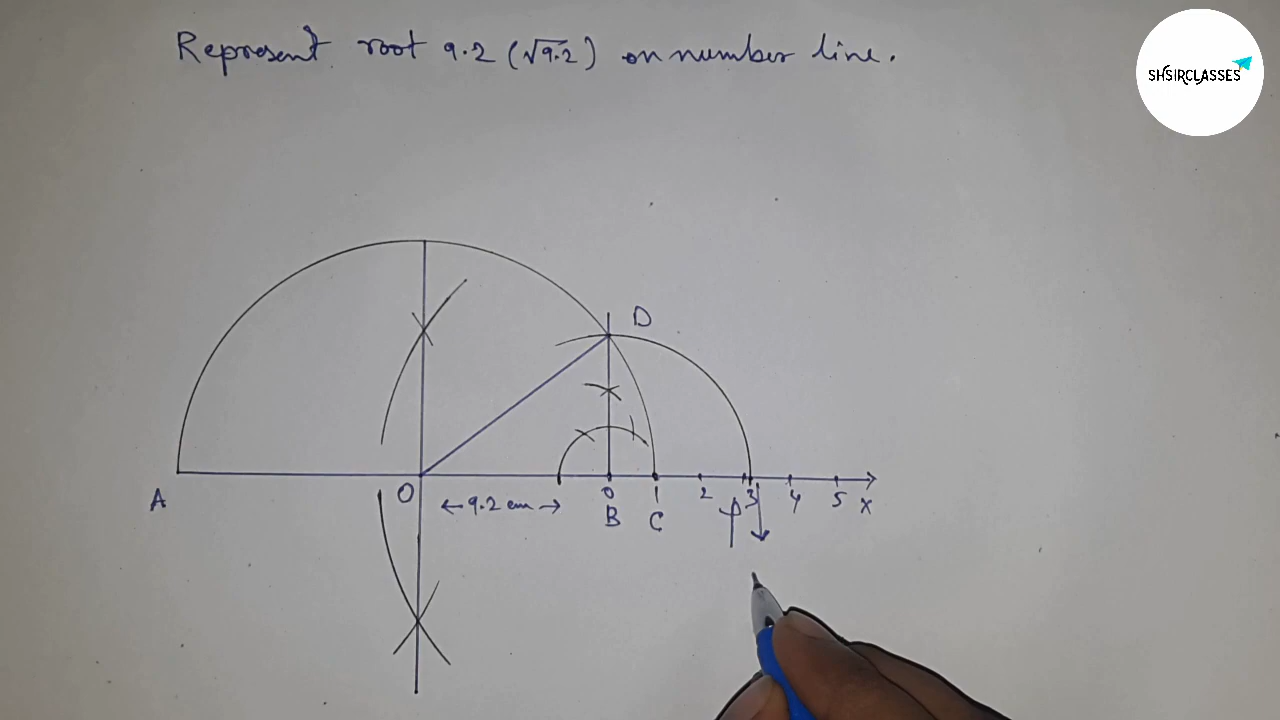 Represent root 9.2 (√9.2) on number line.
SHSIRCLASSES
D
A O ←9.2 cm→ 0 1 2 3 4 5 X
B C P